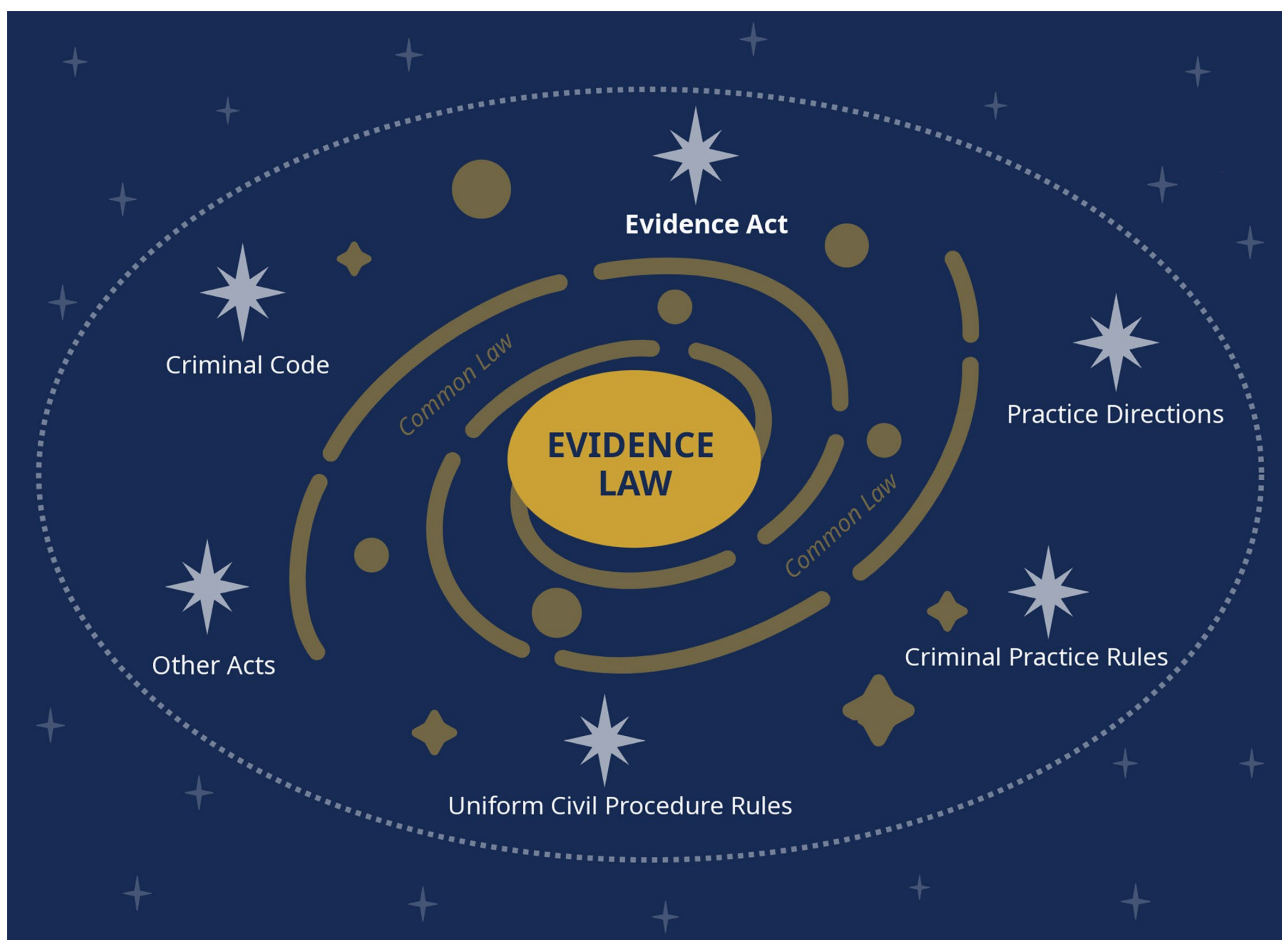 Evidence Act
Criminal Code
Common Law
Practice Directions
EVIDENCE
LAW
Common Law
Other Acts
Criminal Practice Rules
Uniform Civil Procedure Rules